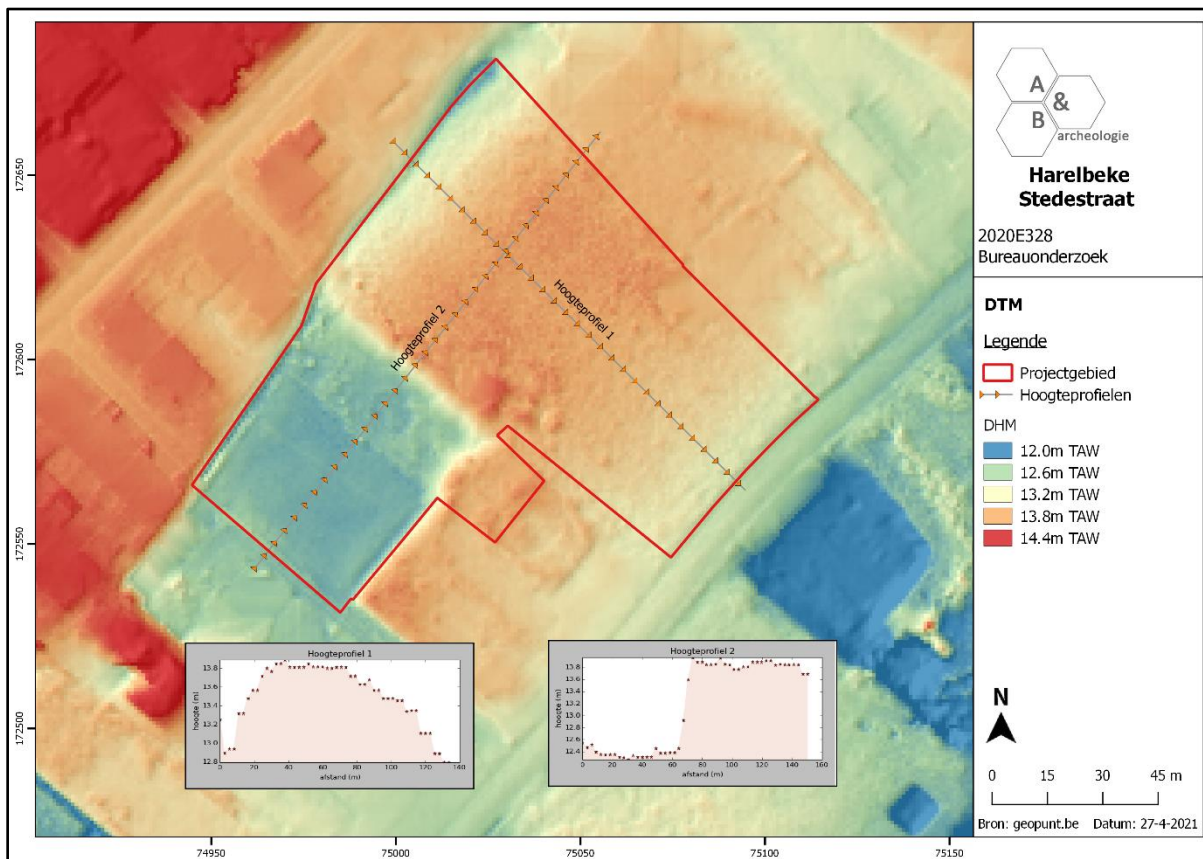 172650
172600
172550
172500
74950
75000
75050
75100
75150
Hoogteprofiel 2
Hoogteprofiel 1
Hoogteprofiel 1
hoogte (m)
13.8
13.6
13.4
13.2
13.0
12.8
0
20
40
60
80
100
120
140
afstand (m)
Hoogteprofiel 2
hoogte (m)
13.8
13.6
13.4
13.2
13.0
12.8
12.6
12.4
0
20
40
60
80
100
120
140
160
afstand (m)
A
&
B
archeologie
Harelbeke
Stedestraat
2020E328
Bureauonderzoek
DTM
Legende
Projectgebied
Hoogteprofielen
DHM
12.0m TAW
12.6m TAW
13.2m TAW
13.8m TAW
14.4m TAW
N
0 15 30 45 m
Bron: geopunt.be Datum: 27-4-2021